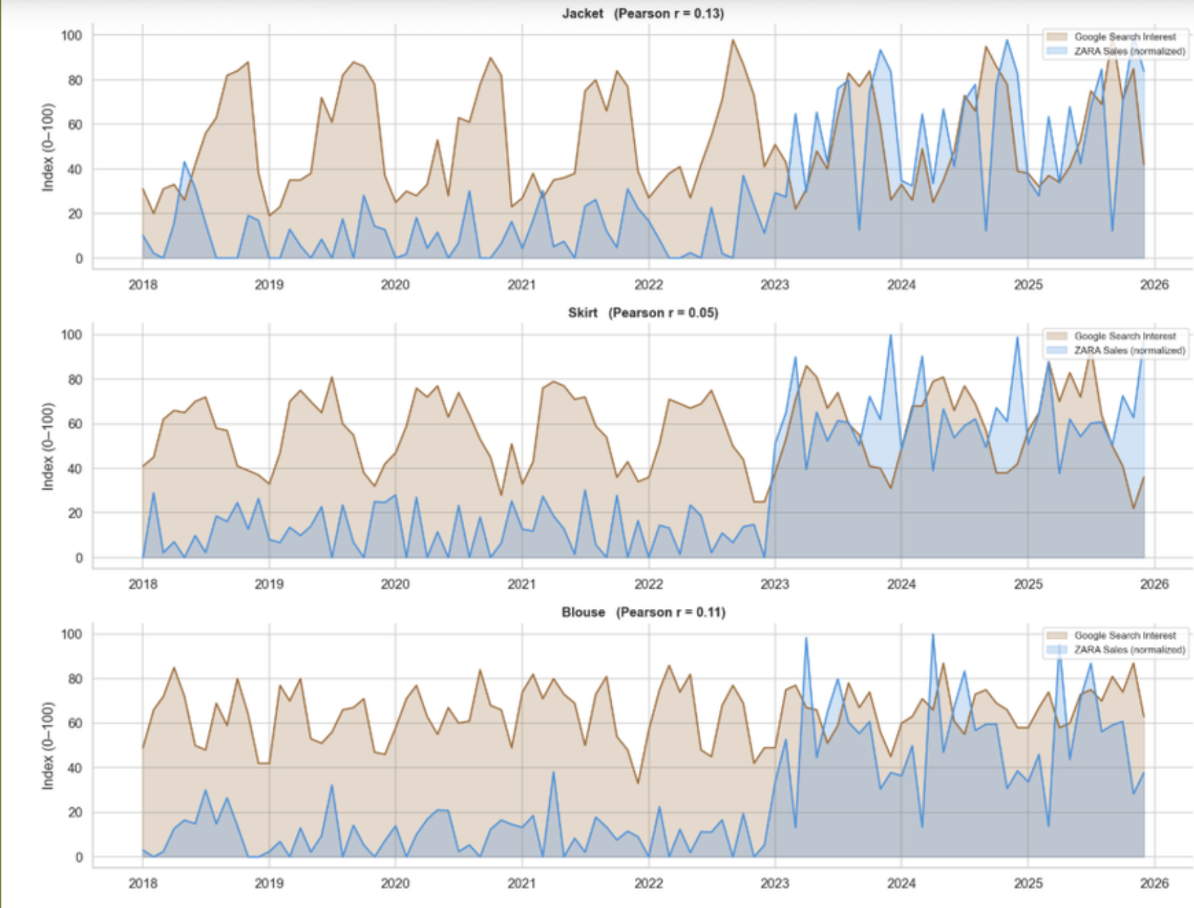 Jacket (Pearson r = 0.13)
Google Search Interest
ZARA Sales (normalized)
Index (0–100)
100
80
60
40
20
0
2018 2019 2020 2021 2022 2023 2024 2025 2026
Skirt (Pearson r = 0.05)
Google Search Interest
ZARA Sales (normalized)
Index (0–100)
100
80
60
40
20
0
2018 2019 2020 2021 2022 2023 2024 2025 2026
Blouse (Pearson r = 0.11)
Google Search Interest
ZARA Sales (normalized)
Index (0–100)
100
80
60
40
20
0
2018 2019 2020 2021 2022 2023 2024 2025 2026